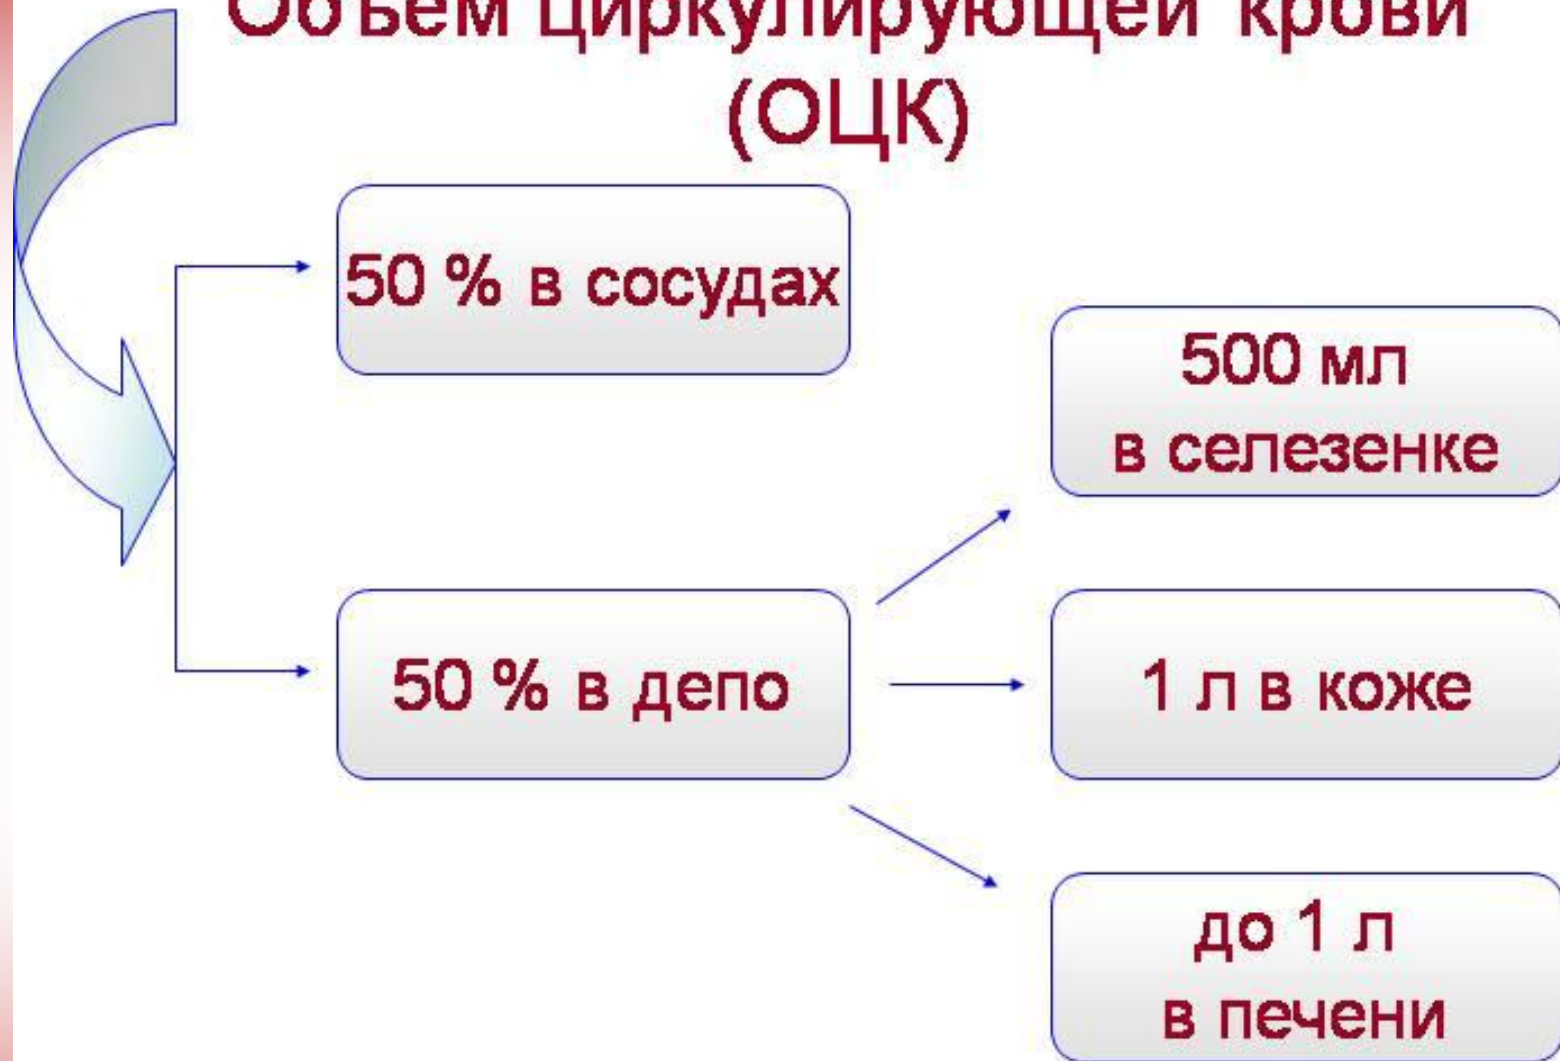 Объем циркулирующей крови
(ОЦК)
50 % в сосудах
500 мл
в селезенке
50 % в депо
1 л в коже
до 1 л
в печени